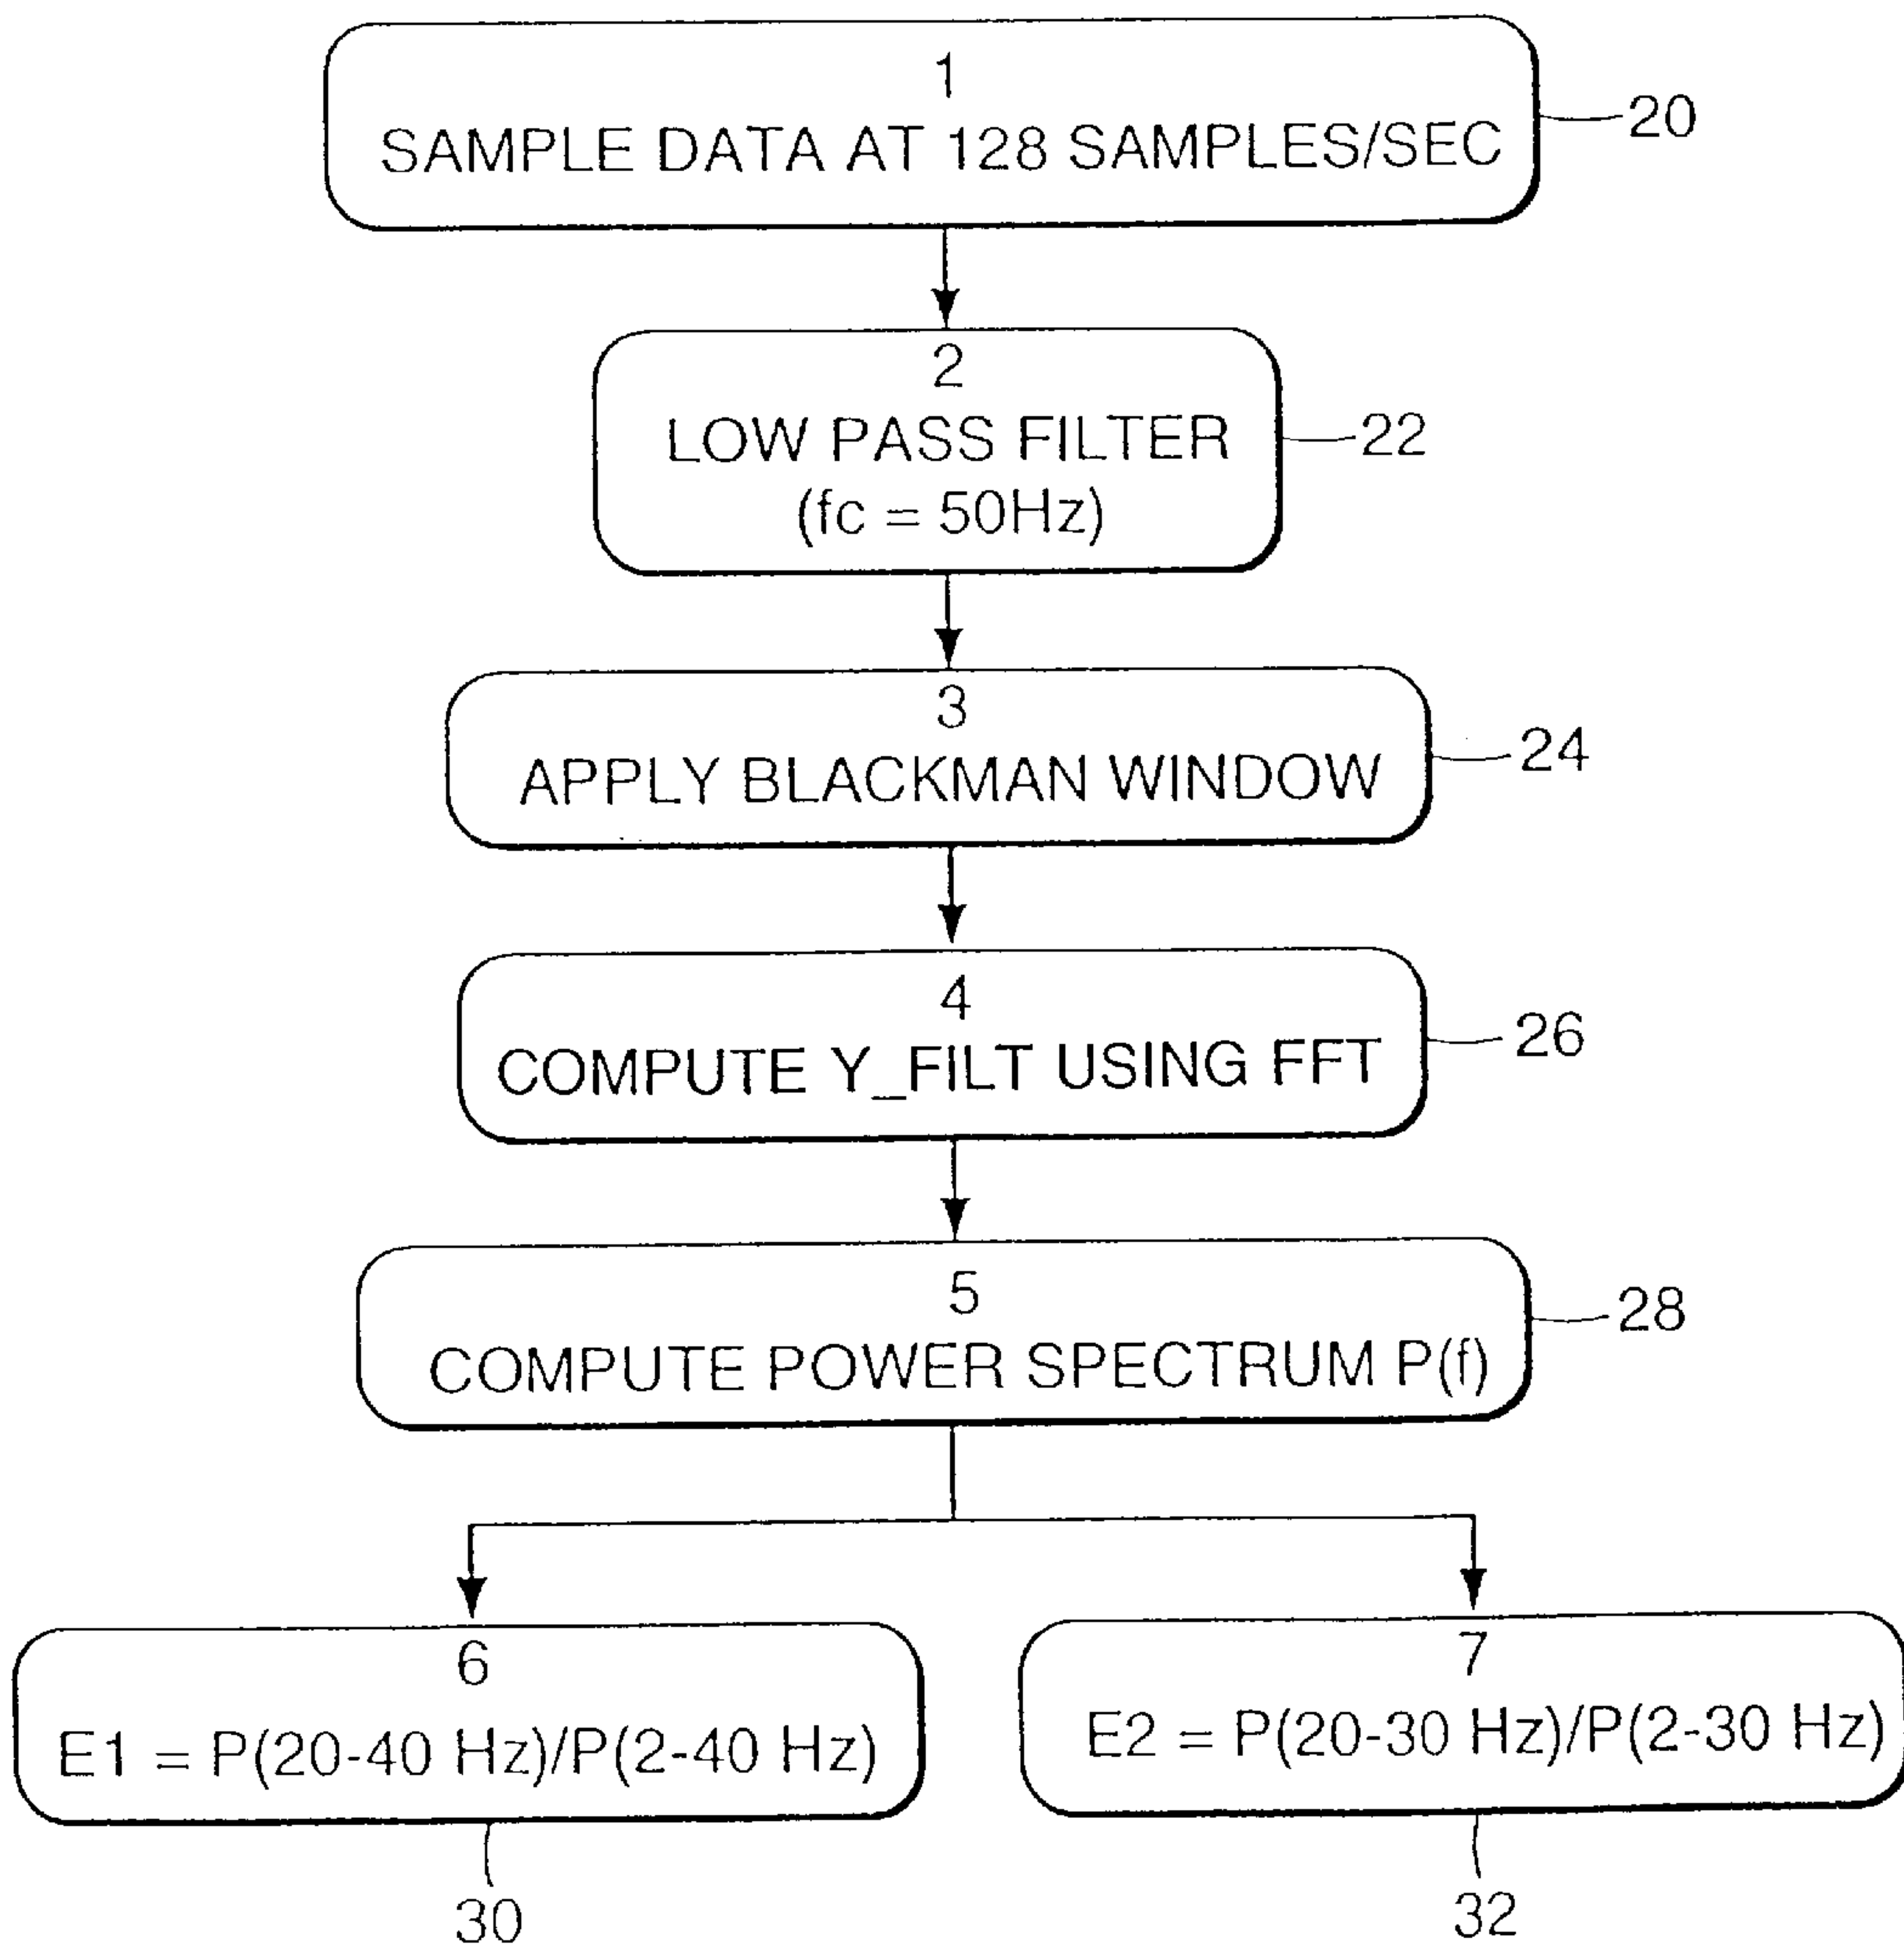 1
SAMPLE DATA AT 128 SAMPLES/SEC
20
2
LOW PASS FILTER
(fc = 50Hz)
22
3
APPLY BLACKMAN WINDOW
24
4
COMPUTE Y_FILT USING FFT
26
5
COMPUTE POWER SPECTRUM P(f)
28
6
E1 = P(20-40 Hz)/P(2-40 Hz)
30
7
E2 = P(20-30 Hz)/P(2-30 Hz)
32